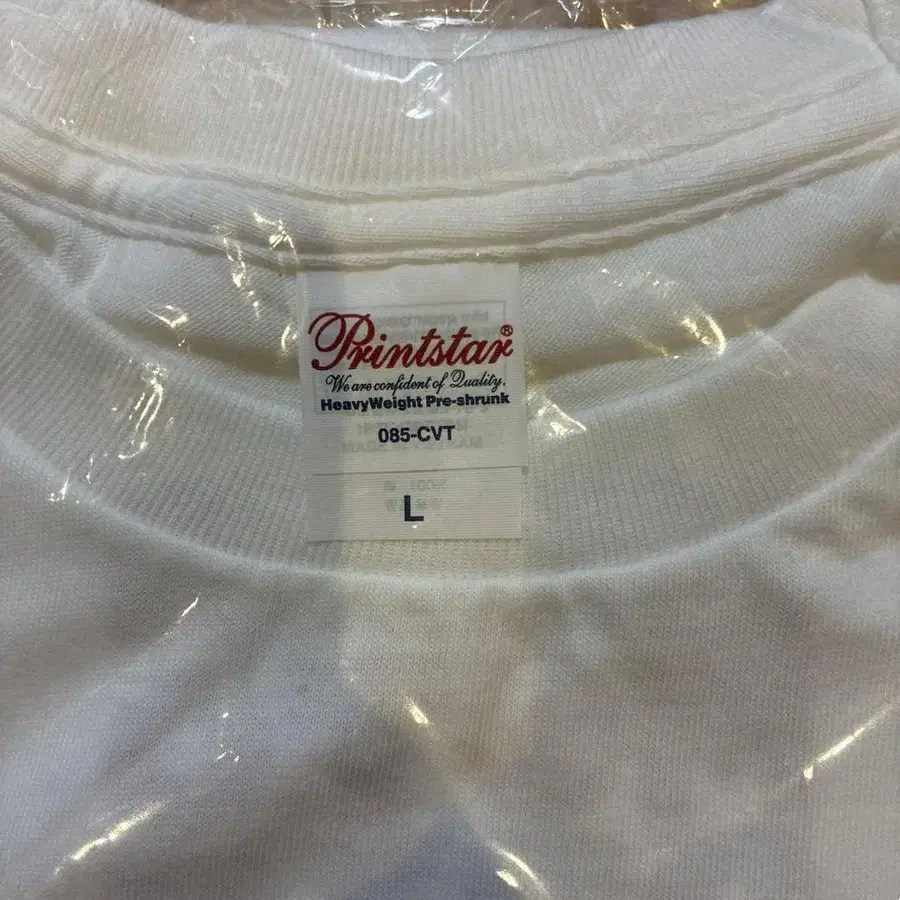 Printstar®
We are confident of Quality.
HeavyWeight Pre-shrunk
085-CVT
L